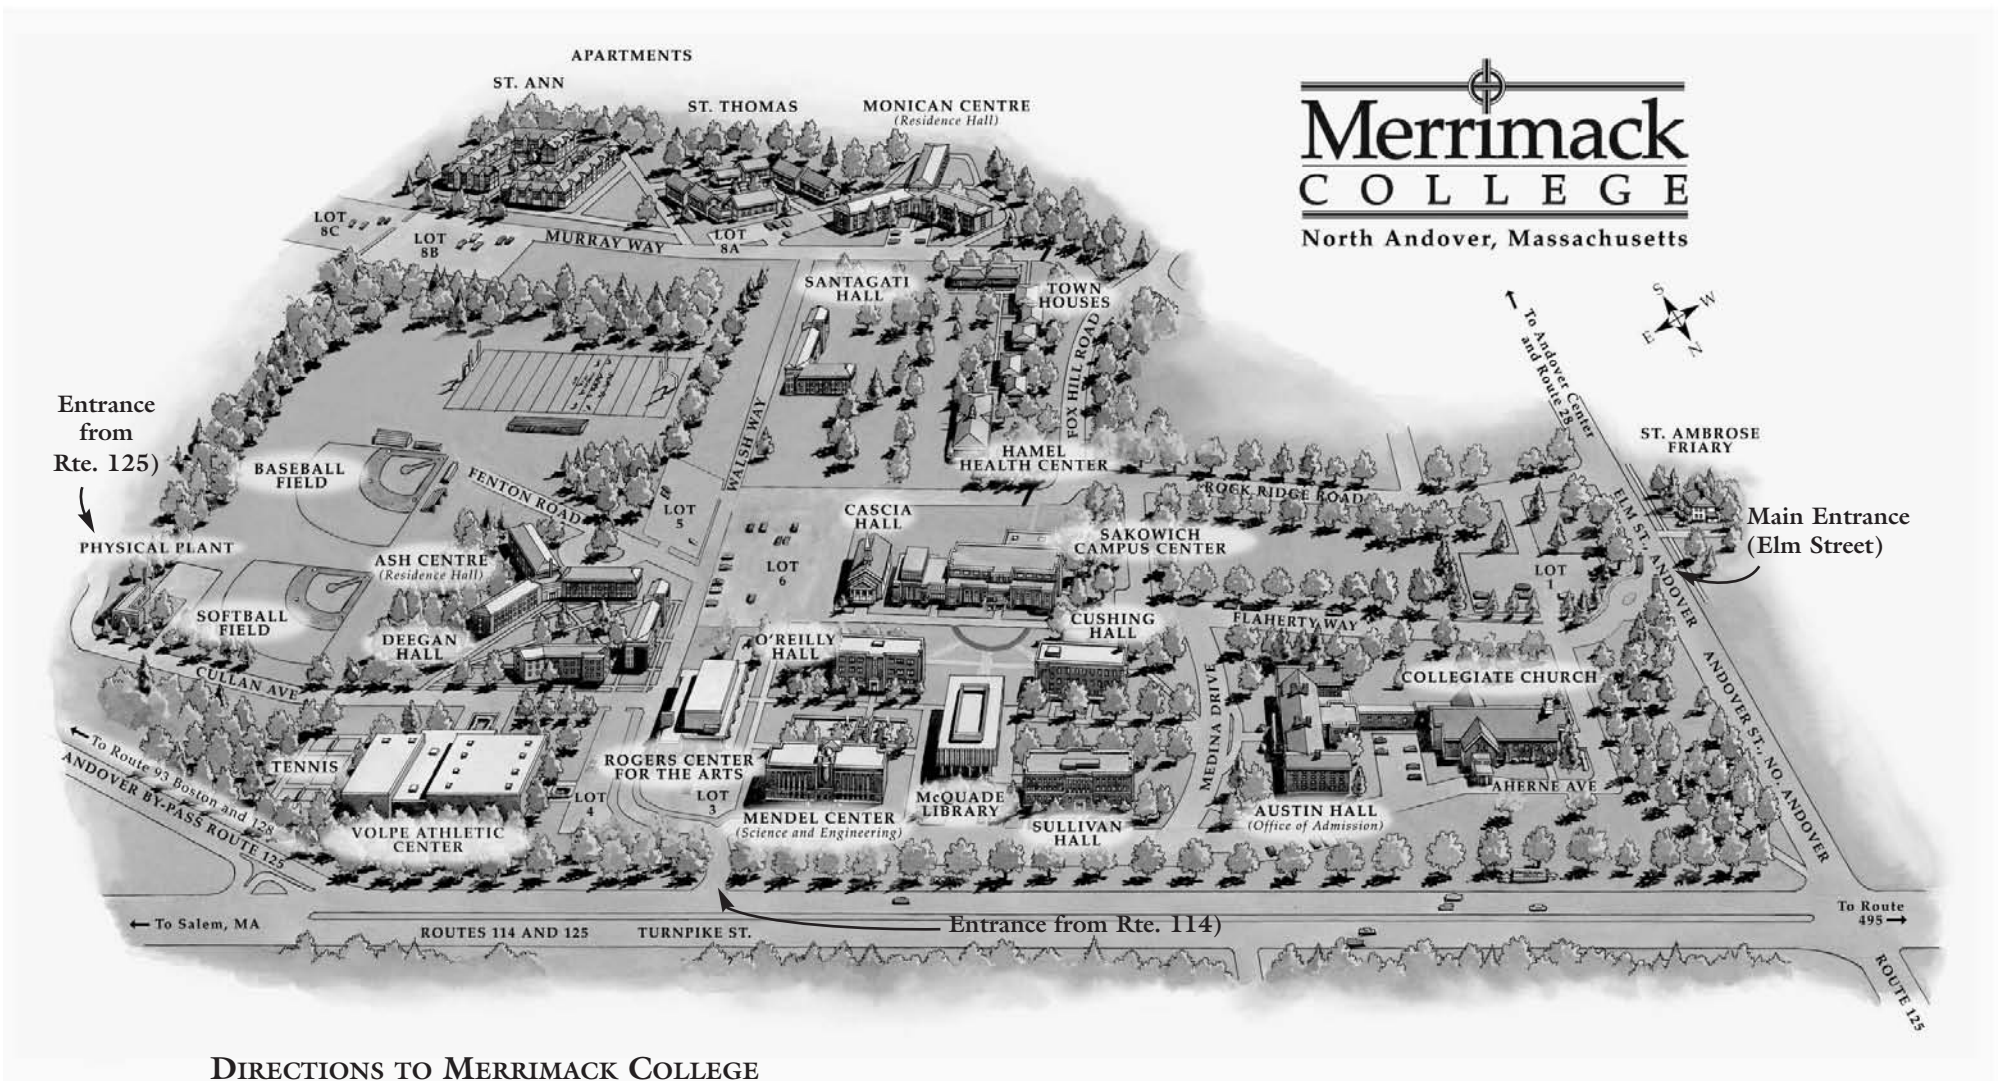 APARTMENTS
ST. ANN
ST. THOMAS
MONICAN CENTRE
(Residence Hall)
Merrimack
COLLEGE
North Andover, Massachusetts
LOT
8C
LOT
8B
MURRAY WAY
LOT
8A
SANTAGATI
HALL
TOWN
HOUSES
S
W
E
N
To Andover Center
and Route 28
FOX HILL ROAD
WALSH WAY
Entrance
from
Rte. 125)
BASEBALL
FIELD
FENTON ROAD
LOT
5
HAMEL
HEALTH CENTER
ROCK RIDGE ROAD
ST. AMBROSE
FRIARY
ELM ST., ANDOVER
Main Entrance
(Elm Street)
PHYSICAL PLANT
ASH CENTRE
(Residence Hall)
CASCIA
HALL
SAKOWICH
CAMPUS CENTER
LOT
6
LOT
1
SOFTBALL
FIELD
DEEGAN
HALL
O'REILLY
HALL
CUSHING
HALL
FLAHERTY WAY
CULLAN AVE
MEDINA DRIVE
COLLEGIATE CHURCH
ANDOVER ST., NO. ANDOVER
To Route 93 Boston and 128
ANDOVER BY-PASS ROUTE 125
TENNIS
ROGERS CENTER
FOR THE ARTS
LOT
4
LOT
3
VOLPE ATHLETIC
CENTER
MENDEL CENTER
(Science and Engineering)
McQUADE
LIBRARY
SULLIVAN
HALL
AUSTIN HALL
(Office of Admission)
AHERNE AVE
To Salem, MA
ROUTES 114 AND 125
TURNPIKE ST.
Entrance from Rte. 114)
To Route
495
ROUTE 125
DIRECTIONS TO MERRIMACK COLLEGE